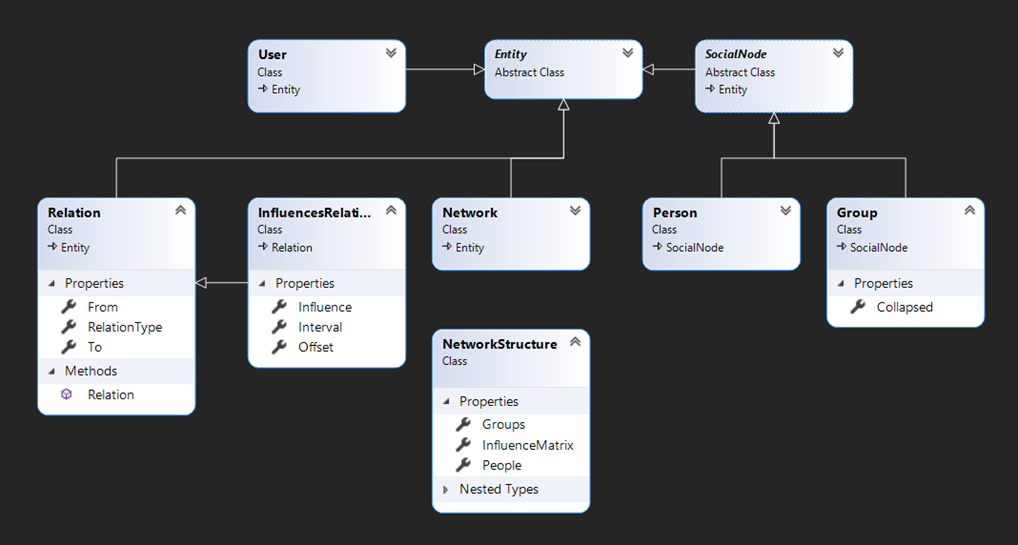 User
Class
Entity
Entity
Abstract Class
SocialNode
Abstract Class
Entity
Relation
Class
Entity
Properties
From
RelationType
To
Methods
Relation
InfluencesRelati...
Class
Relation
Properties
Influence
Interval
Offset
Network
Class
Entity
Person
Class
SocialNode
Group
Class
SocialNode
Properties
Collapsed
NetworkStructure
Class
Properties
Groups
InfluenceMatrix
People
Nested Types